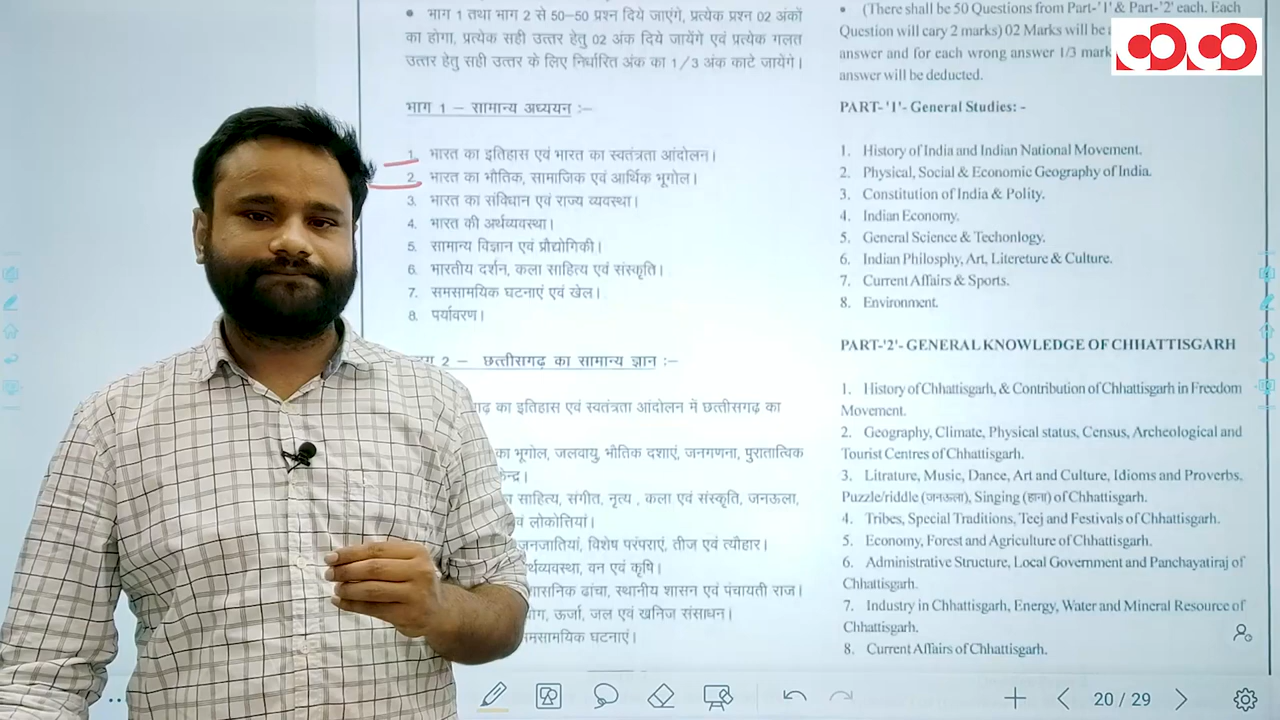 • भाग 1 तथा भाग 2 से 50–50 प्रश्न दिये जाएंगे, प्रत्येक प्रश्न 02 अंकों
का होगा, प्रत्येक सही उत्तर हेतु 02 अंक दिये जायेंगे एवं प्रत्येक गलत
उत्तर हेतु सही उत्तर के लिए निर्धारित अंक का 1/3 अंक काटे जायेंगे।
भाग 1 – सामान्य अध्ययन :–
1. भारत का इतिहास एवं भारत का स्वतंत्रता आंदोलन।
2. भारत का भौतिक, सामाजिक एवं आर्थिक भूगोल।
3. भारत का संविधान एवं राज्य व्यवस्था।
4. भारत की अर्थव्यवस्था।
5. सामान्य विज्ञान एवं प्रौद्योगिकी।
6. भारतीय दर्शन, कला साहित्य एवं संस्कृति।
7. समसामयिक घटनाएं एवं खेल।
8. पर्यावरण।
2 – छत्तीसगढ़ का सामान्य ज्ञान :–
का इतिहास एवं स्वतंत्रता आंदोलन में छत्तीसगढ़ का
का भूगोल, जलवायु, भौतिक दशाएं, जनगणना, पुरातात्विक
साहित्य, संगीत, नृत्य , कला एवं संस्कृति, जनऊला,
लोकोत्तियां।
जनजातियां, विशेष परंपराएं, तीज एवं त्यौहार।
वन एवं कृषि।
ढांचा, स्थानीय शासन एवं पंचायती राज।
ऊर्जा, जल एवं खनिज संसाधन।
घटनाएं।
• (There shall be 50 Questions from Part-'1' & Part-'2' each. Each
Question will cary 2 marks) 02 Marks will be
answer and for each wrong answer 1/3
answer will be deducted.
PART-'1'- General Studies: -
1. History of India and Indian National Movement.
2. Physical, Social & Economic Geography of India.
3. Constitution of India & Polity.
4. Indian Economy.
5. General Science & Techonlogy.
6. Indian Philosphy, Art, Litereture & Culture.
7. Current Affairs & Sports.
8. Environment.
PART-'2'- GENERAL KNOWLEDGE OF CHHATTISGARH
1. History of Chhattisgarh, & Contribution of Chhattisgarh in Freedom
Movement.
2. Geography, Climate, Physical status, Census, Archeological and
Tourist Centres of Chhattisgarh.
3. Litrature, Music, Dance, Art and Culture, Idioms and Proverbs,
Puzzle/riddle (जनऊला), Singing (हाना) of Chhattisgarh.
4. Tribes, Special Traditions, Teej and Festivals of Chhattisgarh.
5. Economy, Forest and Agriculture of Chhattisgarh.
6. Administrative Structure, Local Government and Panchayatiraj of
Chhattisgarh.
7. Industry in Chhattisgarh, Energy, Water and Mineral Resource of
Chhattisgarh.
8. Current Affairs of Chhattisgarh.
20 / 29